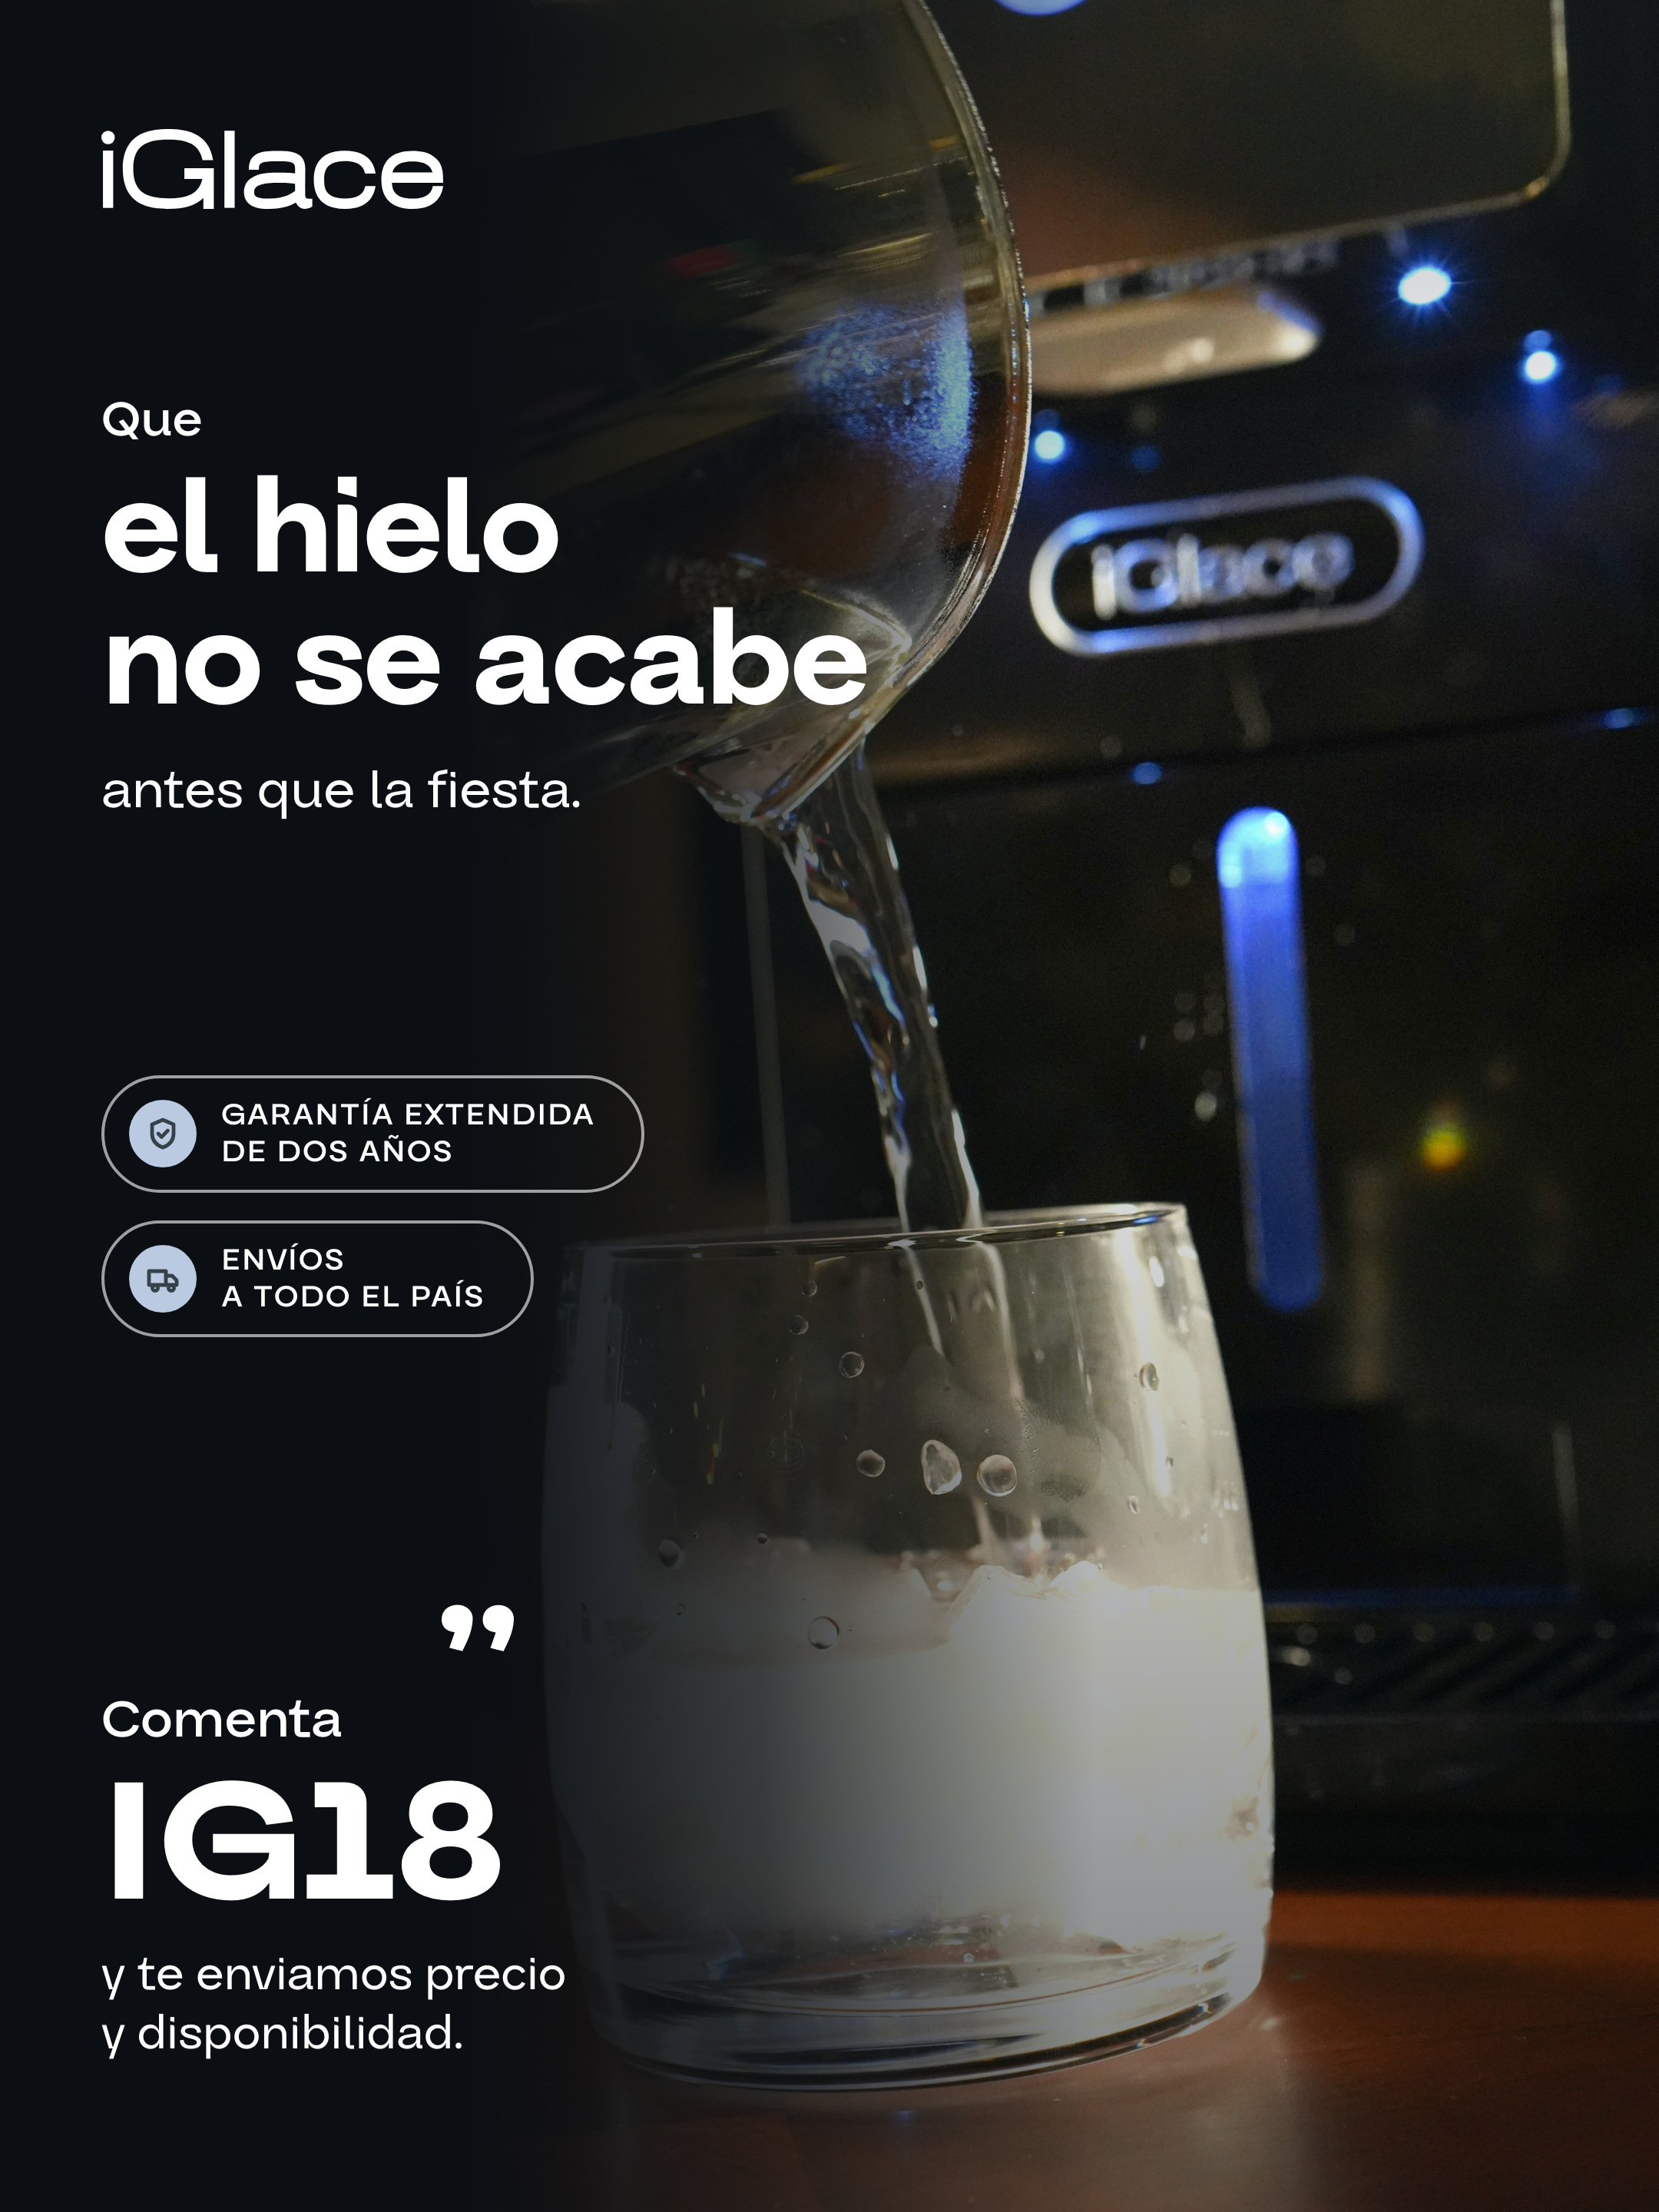 iGlace
Que
el hielo
no se acabe
antes que la fiesta.
iGlace
GARANTÍA EXTENDIDA
DE DOS AÑOS
ENVÍOS
A TODO EL PAÍS
”
Comenta
IG18
y te enviamos precio
y disponibilidad.